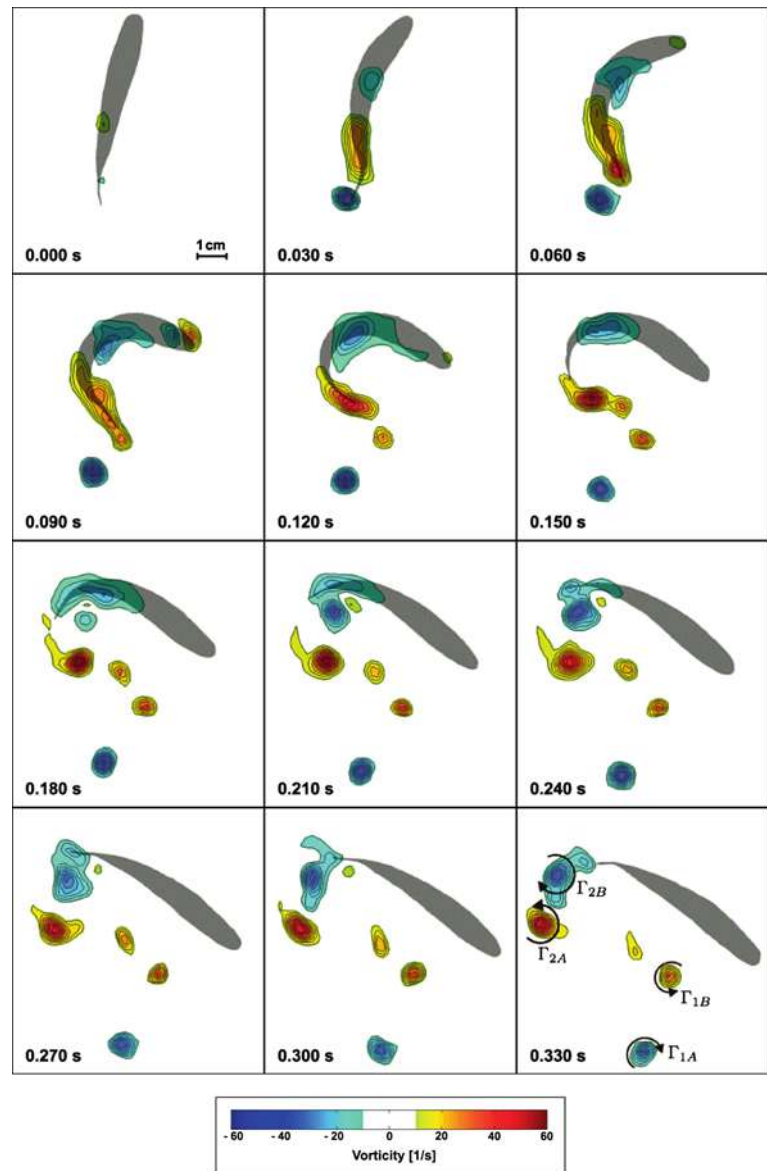 0.000 s
1 cm
0.030 s
0.060 s
0.090 s
0.120 s
0.150 s
0.180 s
0.210 s
0.240 s
0.270 s
0.300 s
Γ2B
Γ2A
Γ1B
Γ1A
0.330 s
- 60 - 40 - 20 0 20 40 60
Vorticity [1/s]